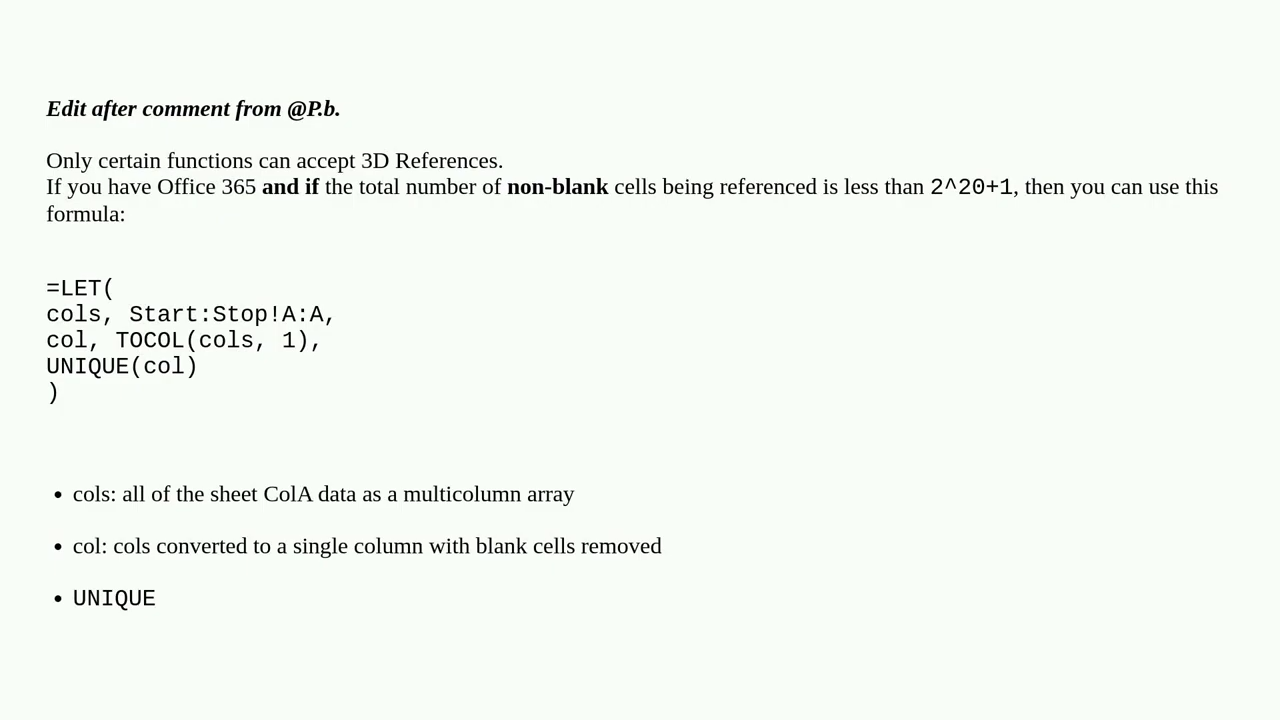 Edit after comment from @P.b.
Only certain functions can accept 3D References.
If you have Office 365 and if the total number of non-blank cells being referenced is less than 2^20+1, then you can use this
formula:
=LET(
cols, Start:Stop!A:A,
col, TOCOL(cols, 1),
UNIQUE(col)
)
• cols: all of the sheet ColA data as a multicolumn array
• col: cols converted to a single column with blank cells removed
• UNIQUE